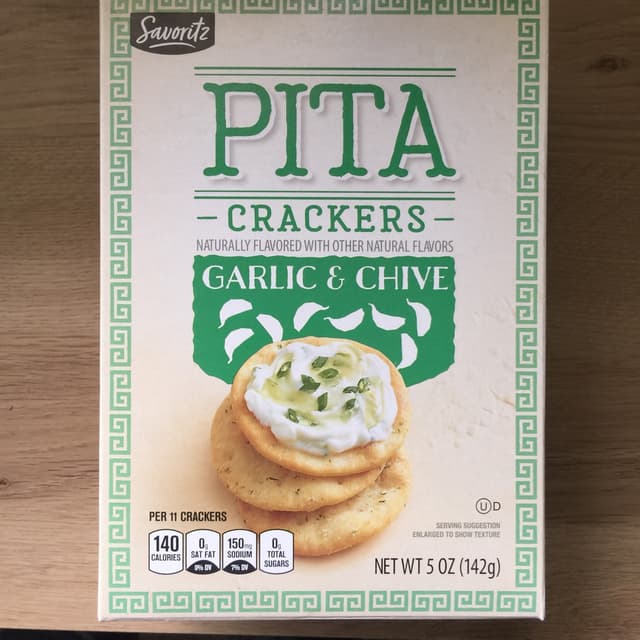 Savoritz
PITA
- CRACKERS -
NATURALLY FLAVORED WITH OTHER NATURAL FLAVORS
GARLIC & CHIVE
PER 11 CRACKERS
140
CALORIES
0g
SAT FAT
0% DV
150mg
SODIUM
7% DV
0g
TOTAL
SUGARS
U D
SERVING SUGGESTION
ENLARGED TO SHOW TEXTURE
NET WT 5 OZ (142g)